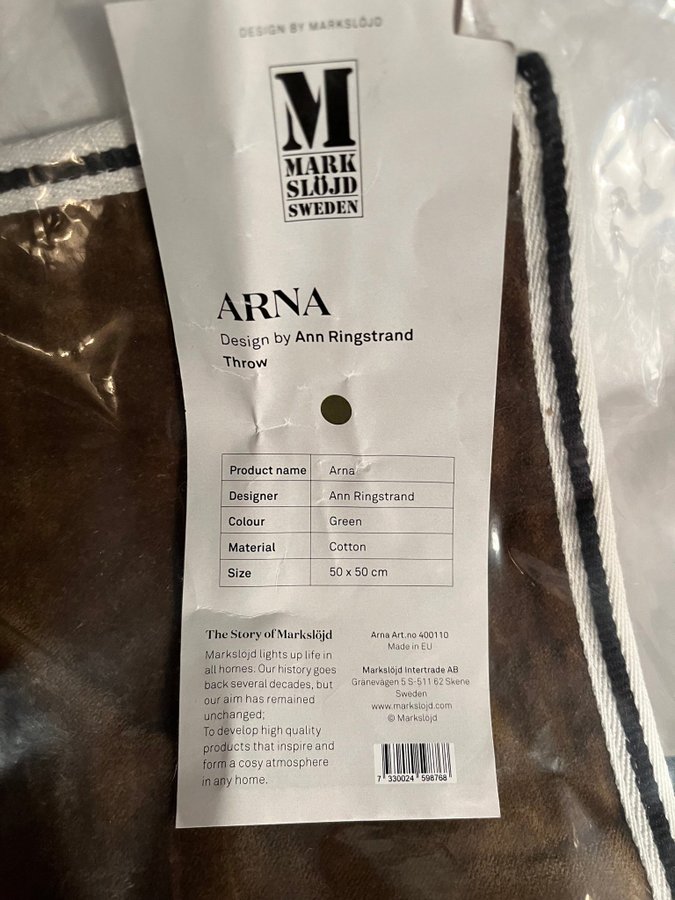 DESIGN BY MARKSLÖJD
M
MARK
SLÖJD
SWEDEN
ARNA
Design by Ann Ringstrand
Throw
Product name Arna
Designer Ann Ringstrand
Colour Green
Material Cotton
Size 50 x 50 cm
The Story of Markslöjd
Markslöjd lights up life in
all homes. Our history goes
back several decades, but
our aim has remained
unchanged;
To develop high quality
products that inspire and
form a cosy atmosphere
in any home.
Arna Art.no 400110
Made in EU
Markslöjd Intertrade AB
Gränevägen 5 S-511 62 Skene
Sweden
www.markslojd.com
© Markslöjd
7 330024 598768